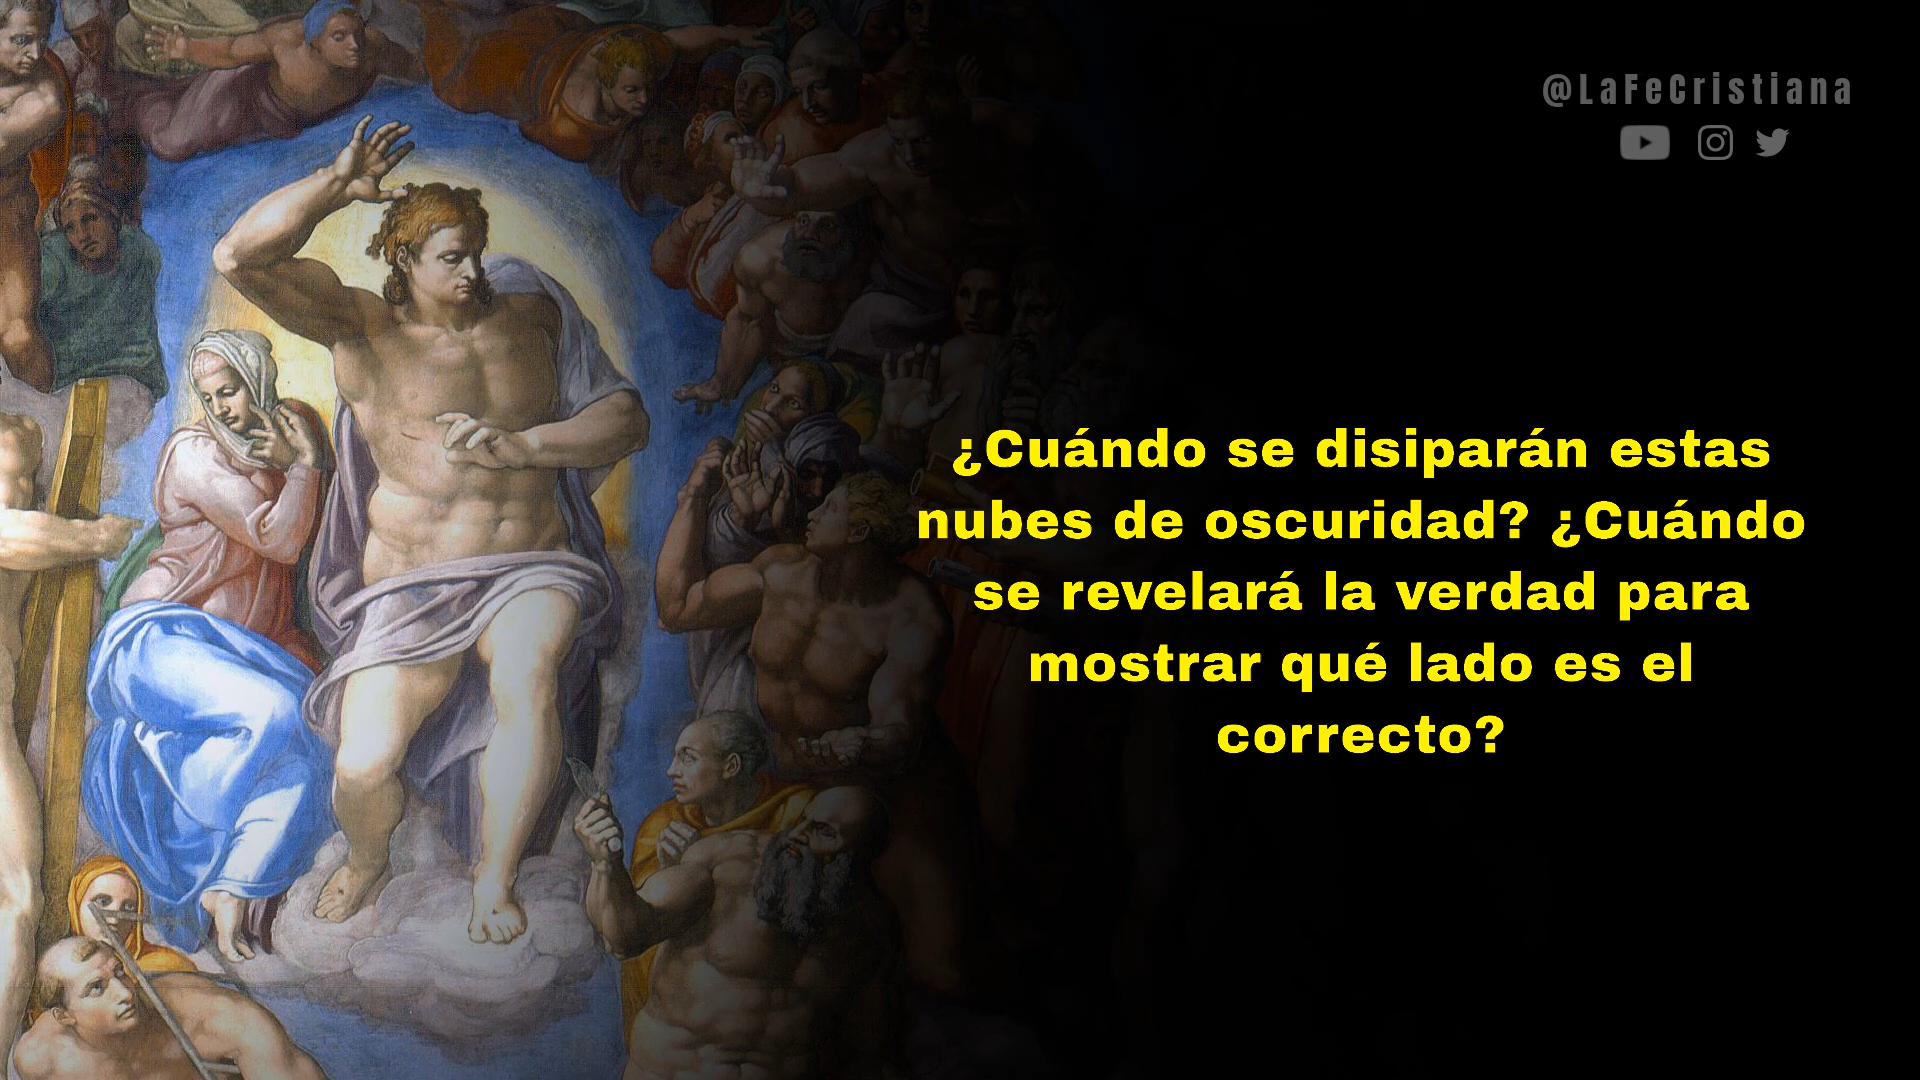 @LaFeCristiana
¿Cuándo se disiparán estas
nubes de oscuridad? ¿Cuándo
se revelará la verdad para
mostrar qué lado es el
correcto?